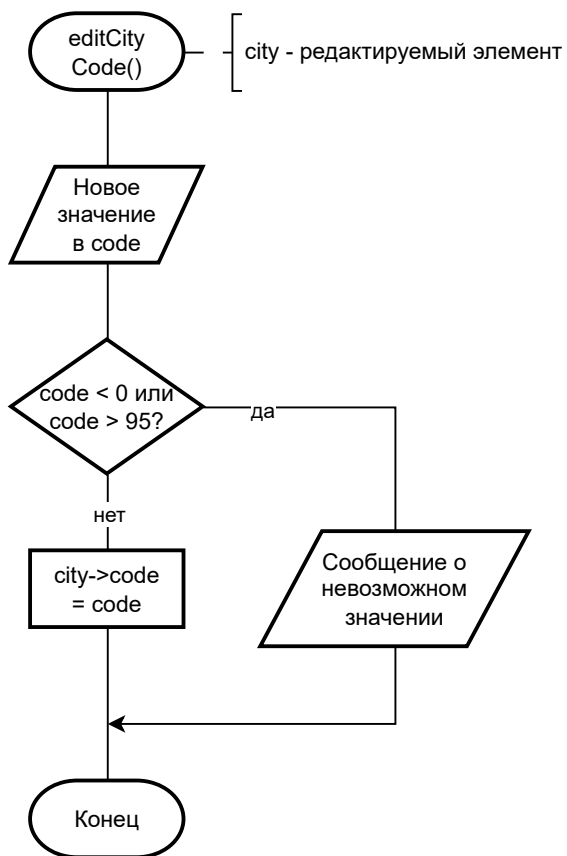 editCity
Code()
city - редактируемый элемент
Новое
значение
в code
code < 0 или
code > 95?
да
нет
city->code
= code
Сообщение о
невозможном
значении
Конец